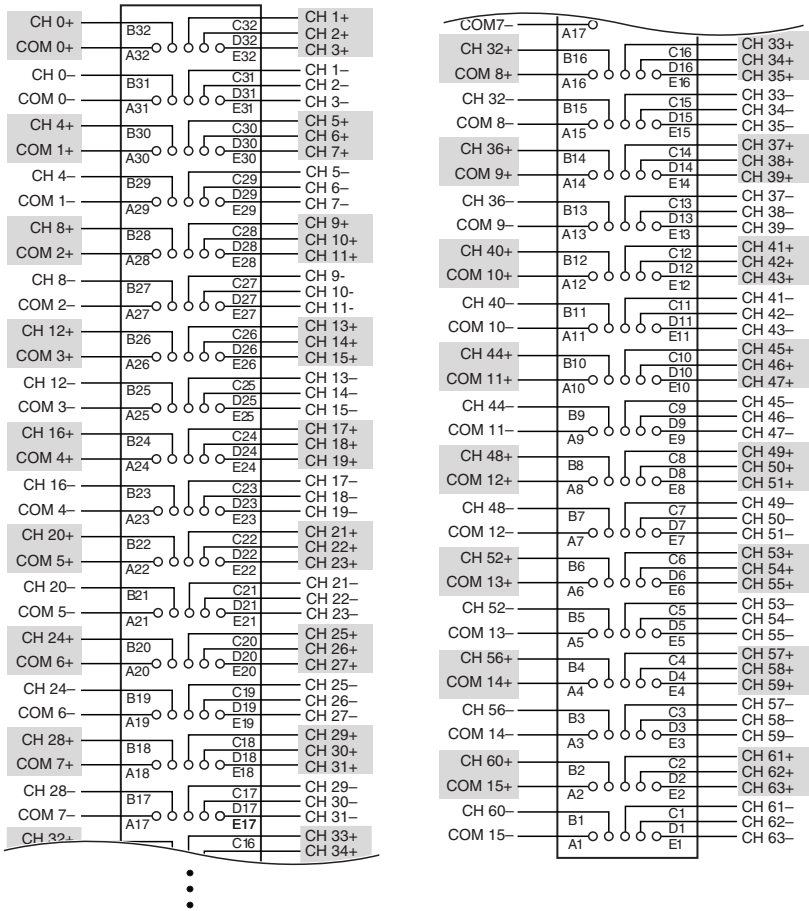 CH 0+ B32 C32 CH 1+
D32 CH 2+
COM 0+ A32 E32 CH 3+
CH 0– B31 C31 CH 1–
D31 CH 2–
COM 0– A31 E31 CH 3–
CH 4+ B30 C30 CH 5+
D30 CH 6+
COM 1+ A30 E30 CH 7+
CH 4– B29 C29 CH 5–
D29 CH 6–
COM 1– A29 E29 CH 7–
CH 8+ B28 C28 CH 9+
D28 CH 10+
COM 2+ A28 E28 CH 11+
CH 8– B27 C27 CH 9-
D27 CH 10-
COM 2– A27 E27 CH 11-
CH 12+ B26 C26 CH 13+
D26 CH 14+
COM 3+ A26 E26 CH 15+
CH 12– B25 C25 CH 13–
D25 CH 14–
COM 3– A25 E25 CH 15–
CH 16+ B24 C24 CH 17+
D24 CH 18+
COM 4+ A24 E24 CH 19+
CH 16– B23 C23 CH 17–
D23 CH 18–
COM 4– A23 E23 CH 19–
CH 20+ B22 C22 CH 21+
D22 CH 22+
COM 5+ A22 E22 CH 23+
CH 20– B21 C21 CH 21–
D21 CH 22–
COM 5– A21 E21 CH 23–
CH 24+ B20 C20 CH 25+
D20 CH 26+
COM 6+ A20 E20 CH 27+
CH 24– B19 C19 CH 25–
D19 CH 26–
COM 6– A19 E19 CH 27–
CH 28+ B18 C18 CH 29+
D18 CH 30+
COM 7+ A18 E18 CH 31+
CH 28– B17 C17 CH 29–
D17 CH 30–
COM 7– A17 E17 CH 31–
CH 32+ C16 CH 33+
CH 34+
COM7– A17
CH 32+ B16 C16 CH 33+
D16 CH 34+
COM 8+ A16 E16 CH 35+
CH 32– B15 C15 CH 33–
D15 CH 34–
COM 8– A15 E15 CH 35–
CH 36+ B14 C14 CH 37+
D14 CH 38+
COM 9+ A14 E14 CH 39+
CH 36– B13 C13 CH 37–
D13 CH 38–
COM 9– A13 E13 CH 39–
CH 40+ B12 C12 CH 41+
D12 CH 42+
COM 10+ A12 E12 CH 43+
CH 40– B11 C11 CH 41–
D11 CH 42–
COM 10– A11 E11 CH 43–
CH 44+ B10 C10 CH 45+
D10 CH 46+
COM 11+ A10 E10 CH 47+
CH 44– B9 C9 CH 45–
D9 CH 46–
COM 11– A9 E9 CH 47–
CH 48+ B8 C8 CH 49+
D8 CH 50+
COM 12+ A8 E8 CH 51+
CH 48– B7 C7 CH 49–
D7 CH 50–
COM 12– A7 E7 CH 51–
CH 52+ B6 C6 CH 53+
D6 CH 54+
COM 13+ A6 E6 CH 55+
CH 52– B5 C5 CH 53–
D5 CH 54–
COM 13– A5 E5 CH 55–
CH 56+ B4 C4 CH 57+
D4 CH 58+
COM 14+ A4 E4 CH 59+
CH 56– B3 C3 CH 57–
D3 CH 58–
COM 14– A3 E3 CH 59–
CH 60+ B2 C2 CH 61+
D2 CH 62+
COM 15+ A2 E2 CH 63+
CH 60– B1 C1 CH 61–
D1 CH 62–
COM 15– A1 E1 CH 63–